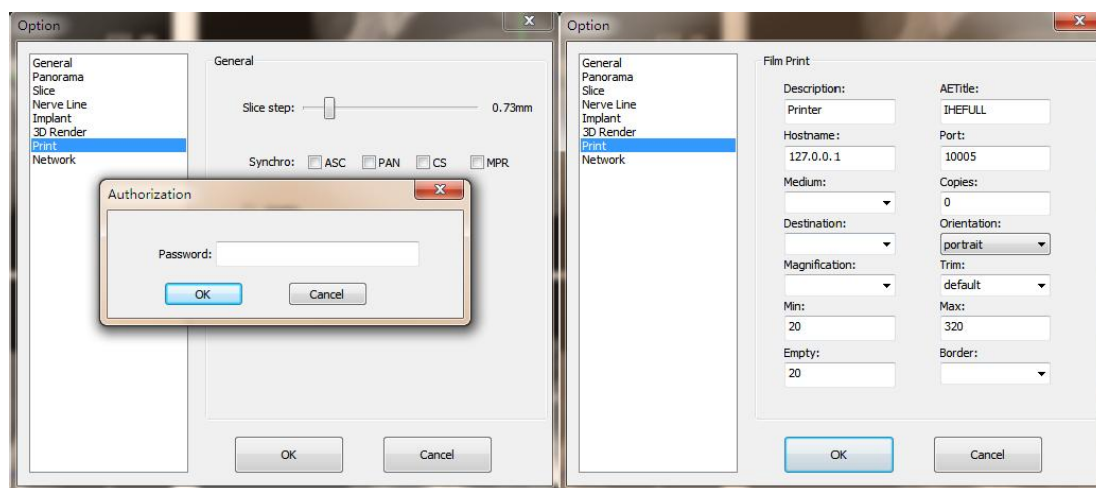 Option
General
Panorama
Slice
Nerve Line
Implant
3D Render
Print
Network
General
Slice step:
0.73mm
Synchro:
ASC
PAN
CS
MPR
Authorization
Password:
OK
Cancel
OK
Cancel
Option
General
Panorama
Slice
Nerve Line
Implant
3D Render
Print
Network
Film Print
Description:
AETitle:
Printer
IHEFULL
Hostname:
Port:
127.0.0.1
10005
Medium:
Copies:
0
Destination:
Orientation:
portrait
Magnification:
Trim:
default
Min:
Max:
20
320
Empty:
Border:
20
OK
Cancel